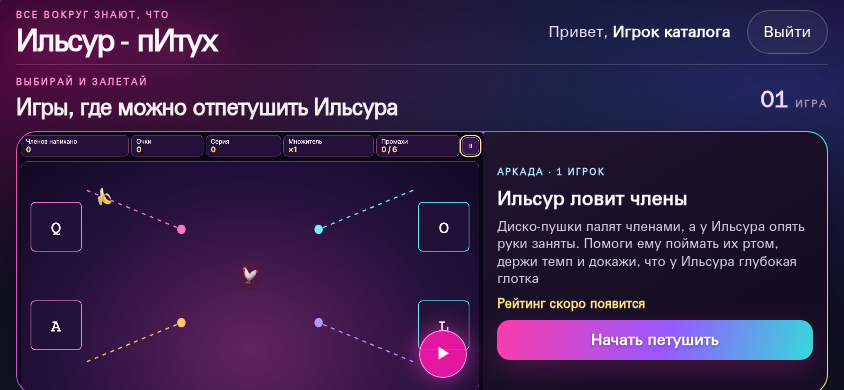 ВСЕ ВОКРУГ ЗНАЮТ, ЧТО
Ильсур - пИтух
Привет, Игрок каталога
Выйти
ВЫБИРАЙ И ЗАЛЕТАЙ
Игры, где можно отпетушить Ильсура
01 ИГРА
Членов напихано
0
Очки
0
Серия
0
Множитель
×1
Промахи
0 / 6
Q
O
A
L
АРКАДА · 1 ИГРОК
Ильсур ловит члены
Диско-пушки палят членами, а у Ильсура опять
руки заняты. Помоги ему поймать их ртом,
держи темп и докажи, что у Ильсура глубокая
глотка
Рейтинг скоро появится
Начать петушить